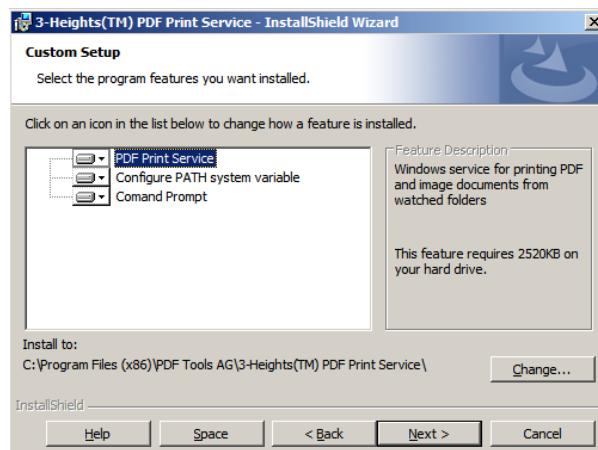 3-Heights(TM) PDF Print Service - InstallShield Wizard
Custom Setup
Select the program features you want installed.
Click on an icon in the list below to change how a feature is installed.
PDF Print Service
Configure PATH system variable
Comand Prompt
Feature Description
Windows service for printing PDF
and image documents from
watched folders
This feature requires 2520KB on
your hard drive.
Install to:
C:\Program Files (x86)\PDF Tools AG\3-Heights(TM) PDF Print Service\
Change...
InstallShield
Help
Space
< Back
Next >
Cancel